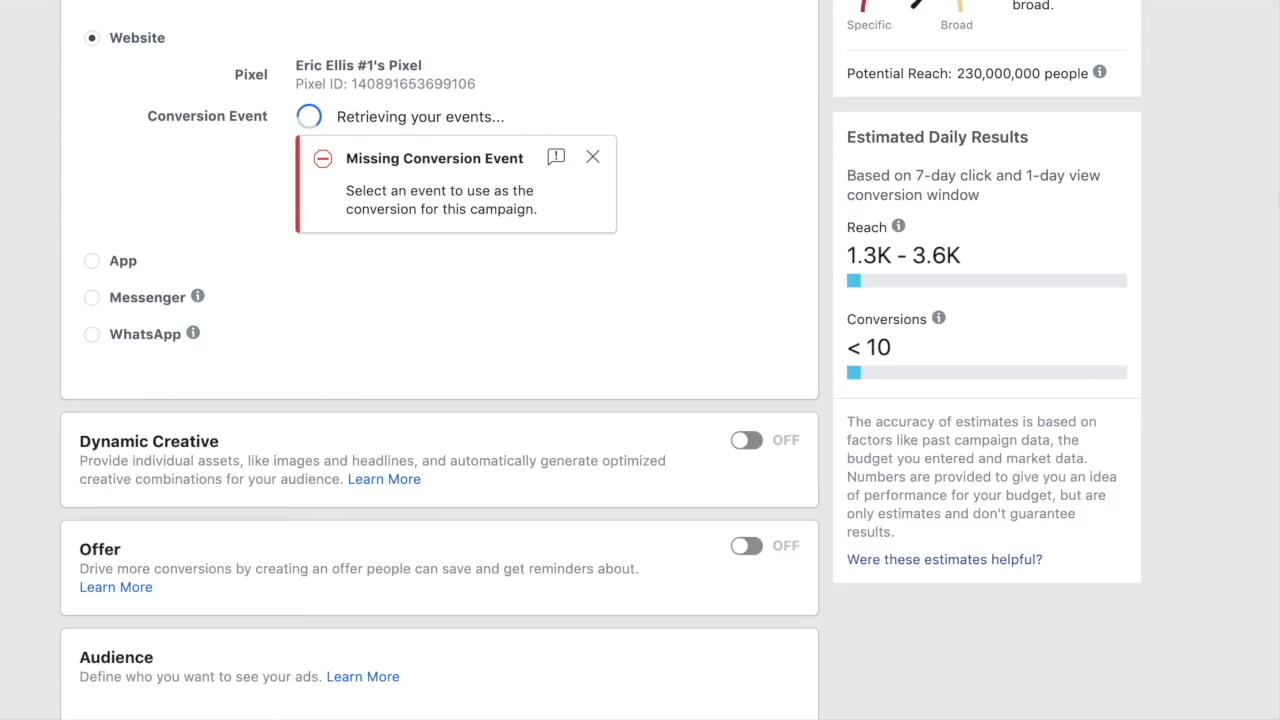 Website
Pixel
Eric Ellis #1's Pixel
Pixel ID: 140891653699106
Conversion Event
Retrieving your events...
Missing Conversion Event
Select an event to use as the
conversion for this campaign.
App
Messenger
WhatsApp
Dynamic Creative
OFF
Provide individual assets, like images and headlines, and automatically generate optimized
creative combinations for your audience. Learn More
Offer
OFF
Drive more conversions by creating an offer people can save and get reminders about.
Learn More
Audience
Define who you want to see your ads. Learn More
broad.
Specific
Broad
Potential Reach: 230,000,000 people
Estimated Daily Results
Based on 7-day click and 1-day view
conversion window
Reach
1.3K - 3.6K
Conversions
< 10
The accuracy of estimates is based on
factors like past campaign data, the
budget you entered and market data.
Numbers are provided to give you an idea
of performance for your budget, but are
only estimates and don't guarantee
results.
Were these estimates helpful?